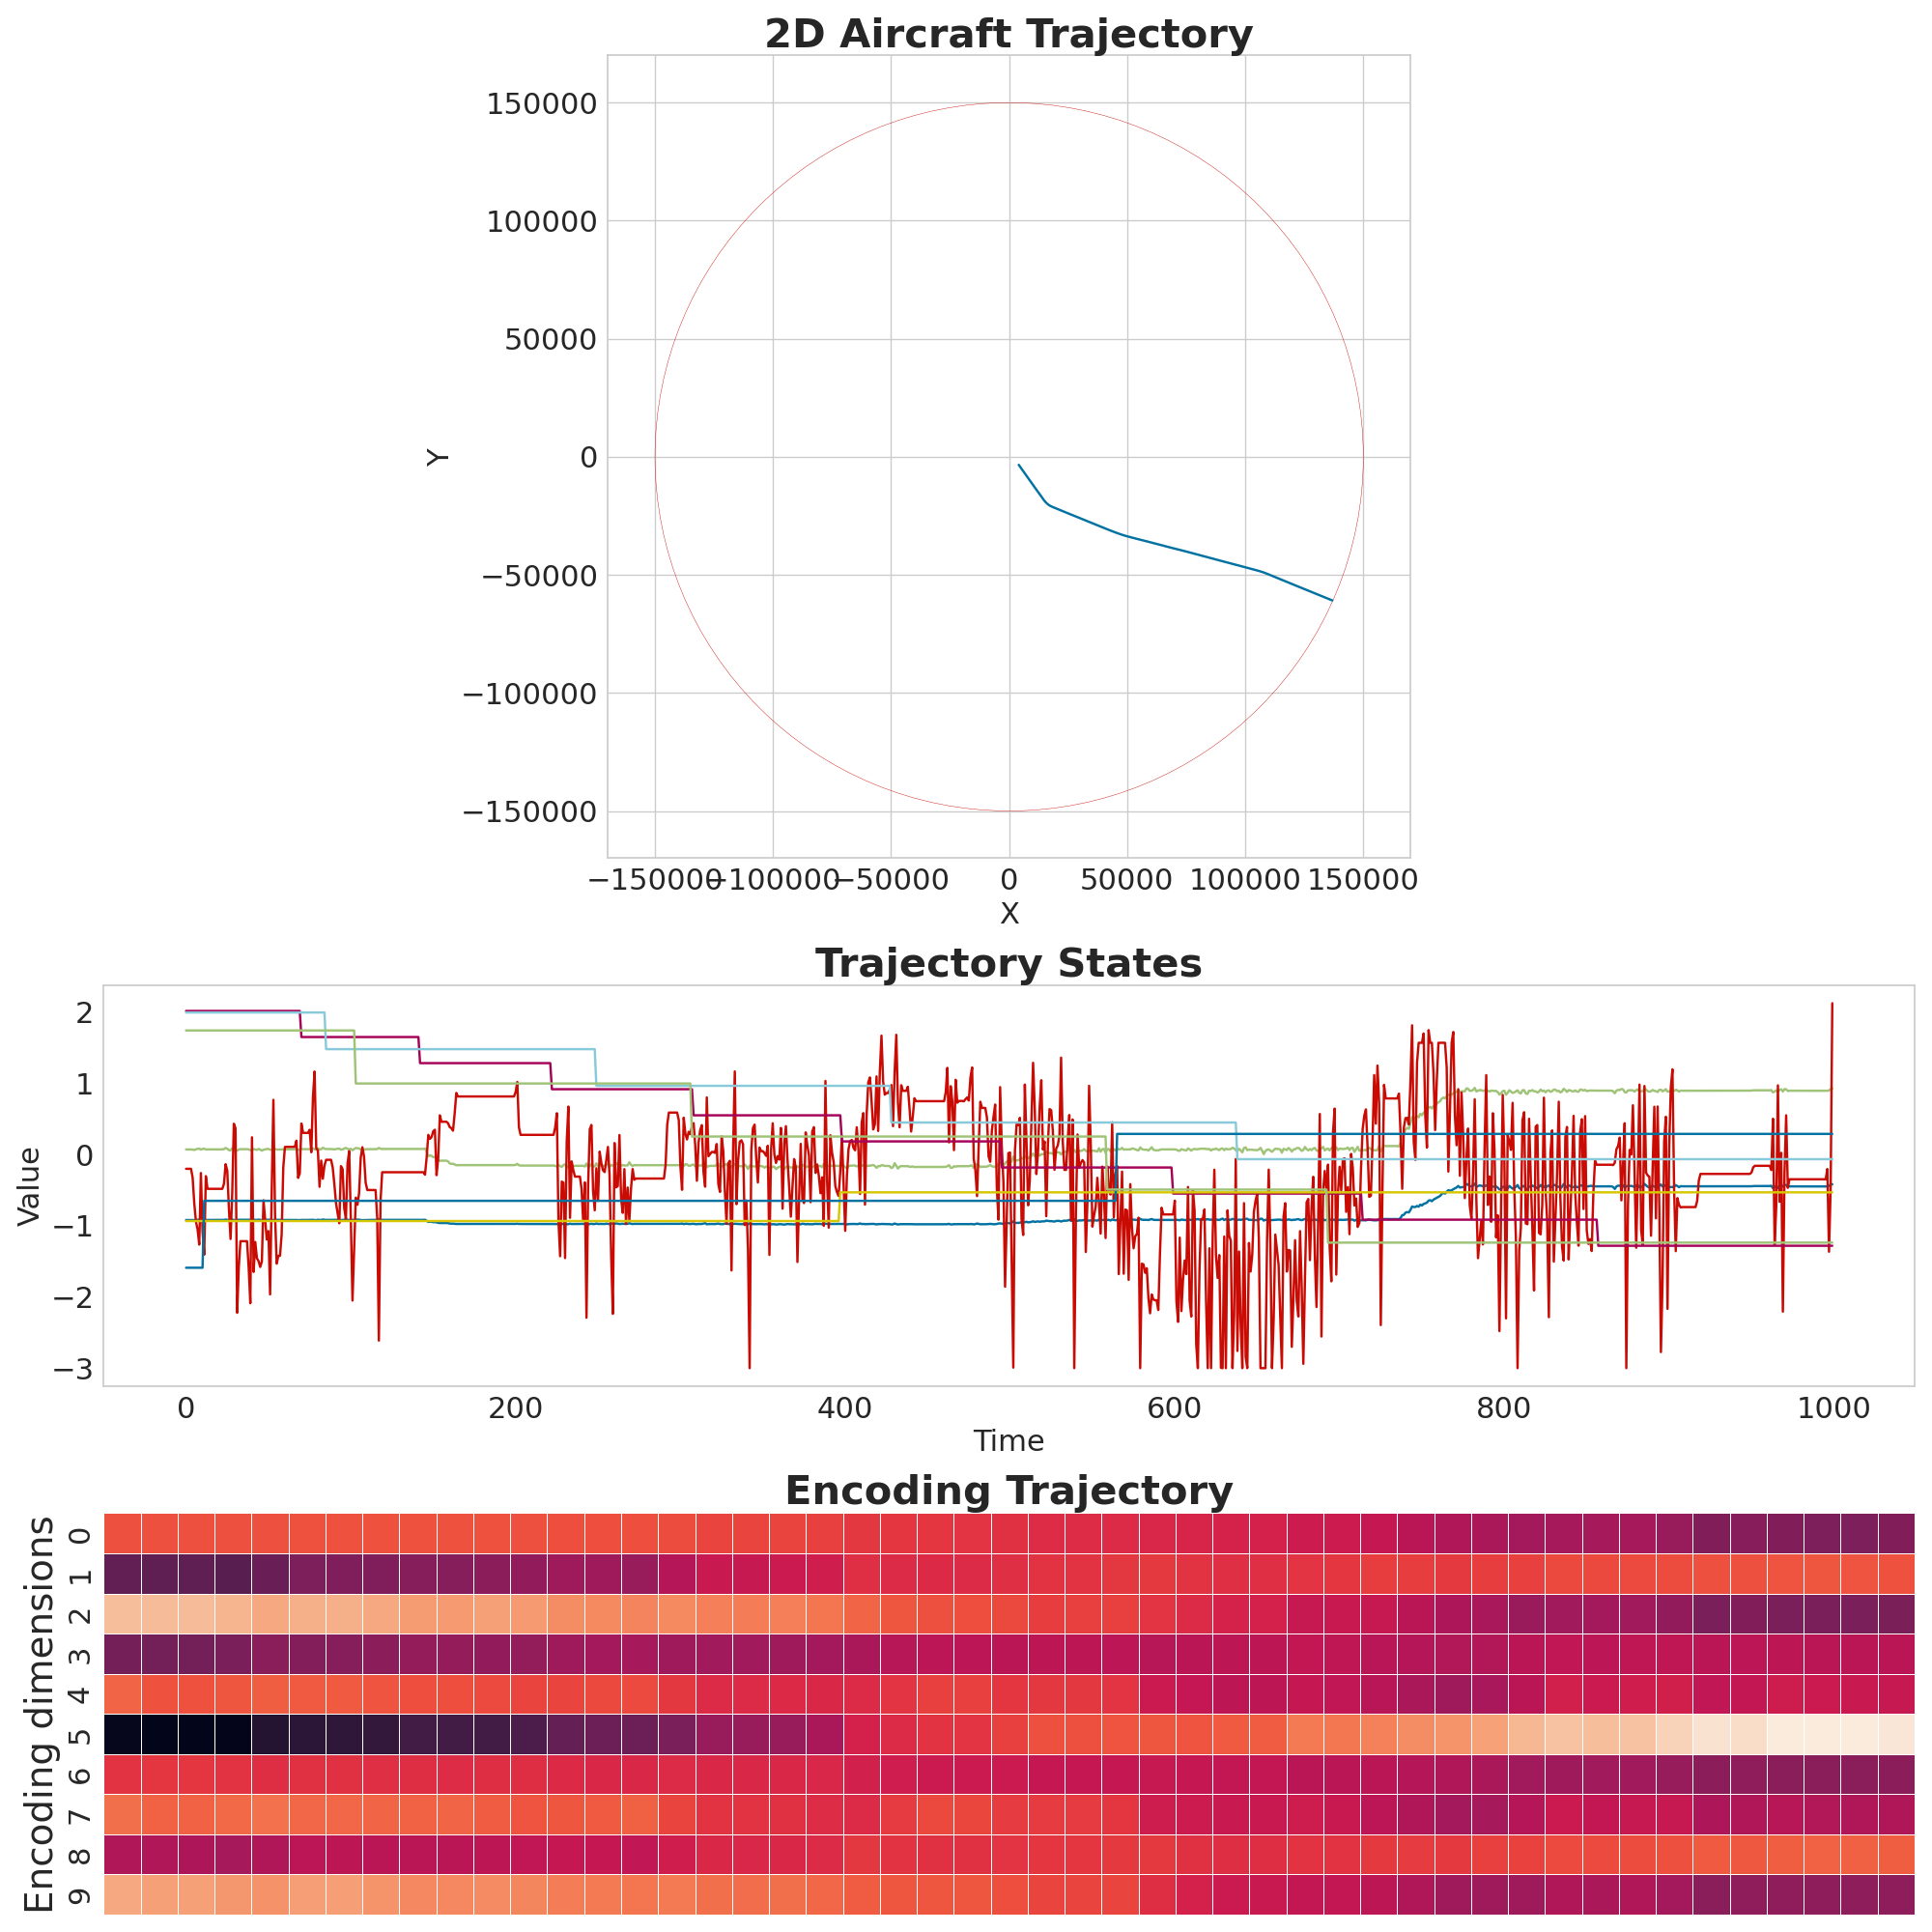 2D Aircraft Trajectory
150000
100000
50000
0
−50000
−100000
−150000
Y
−150000 −100000 −50000 0 50000 100000 150000
X
Trajectory States
2
1
0
−1
−2
−3
Value
0 200 400 600 800 1000
Time
Encoding Trajectory
0
1
2
3
4
5
6
7
8
9
Encoding dimensions